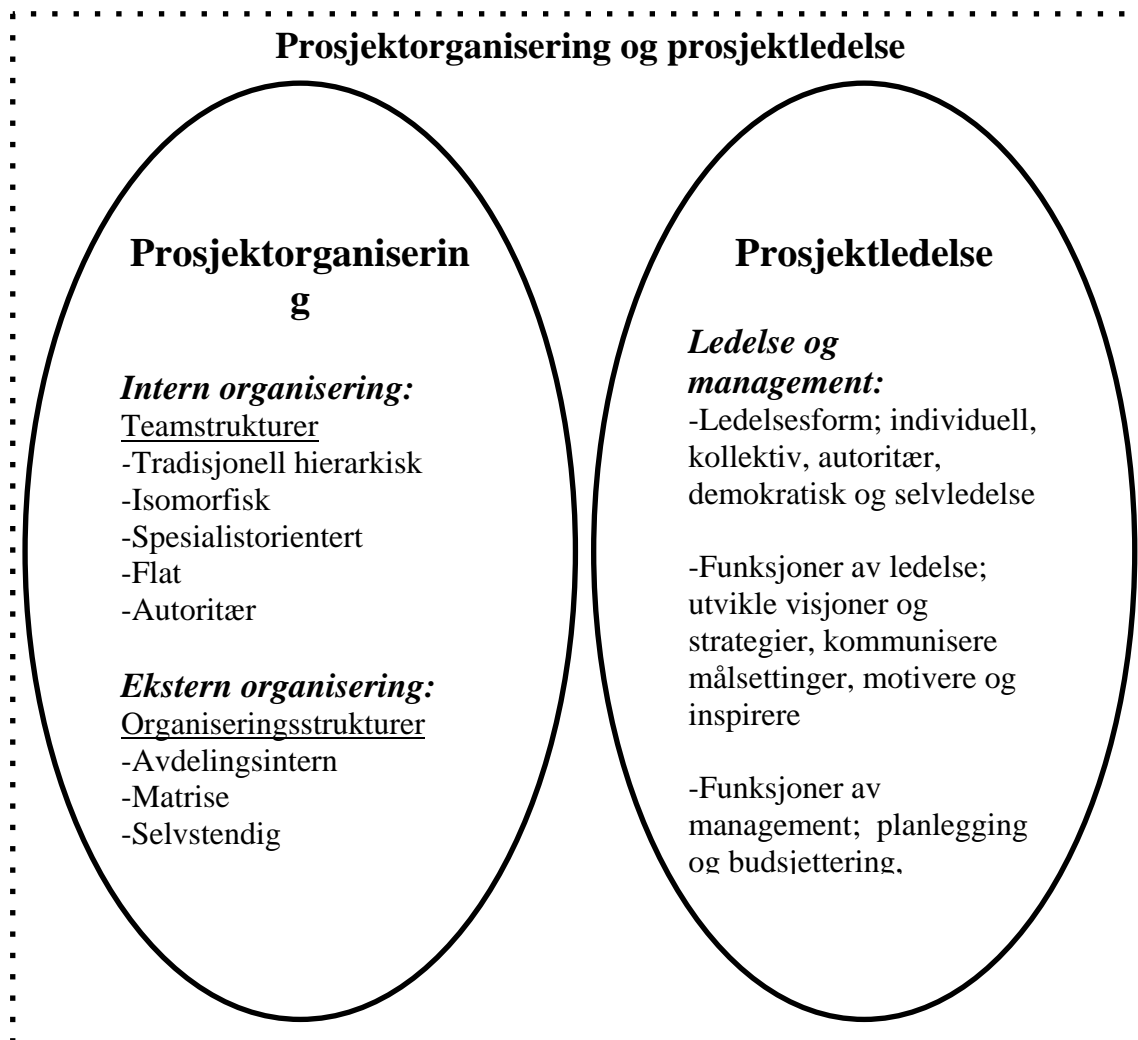 Prosjektorganisering og prosjektledelse
Prosjektorganiserin
g
Intern organisering:
Teamstrukturer
-Tradisjonell hierarkisk
-Isomorfisk
-Spesialistorientert
-Flat
-Autoritær
Ekstern organisering:
Organiseringsstrukturer
-Avdelingsintern
-Matrise
-Selvstendig
Prosjektledelse
Ledelse og
management:
-Ledelsesform; individuell,
kollektiv, autoritær,
demokratisk og selvledelse
-Funksjoner av ledelse;
utvikle visjoner og
strategier, kommunisere
målsettinger, motivere og
inspirere
-Funksjoner av
management;  planlegging
og budsjettering,